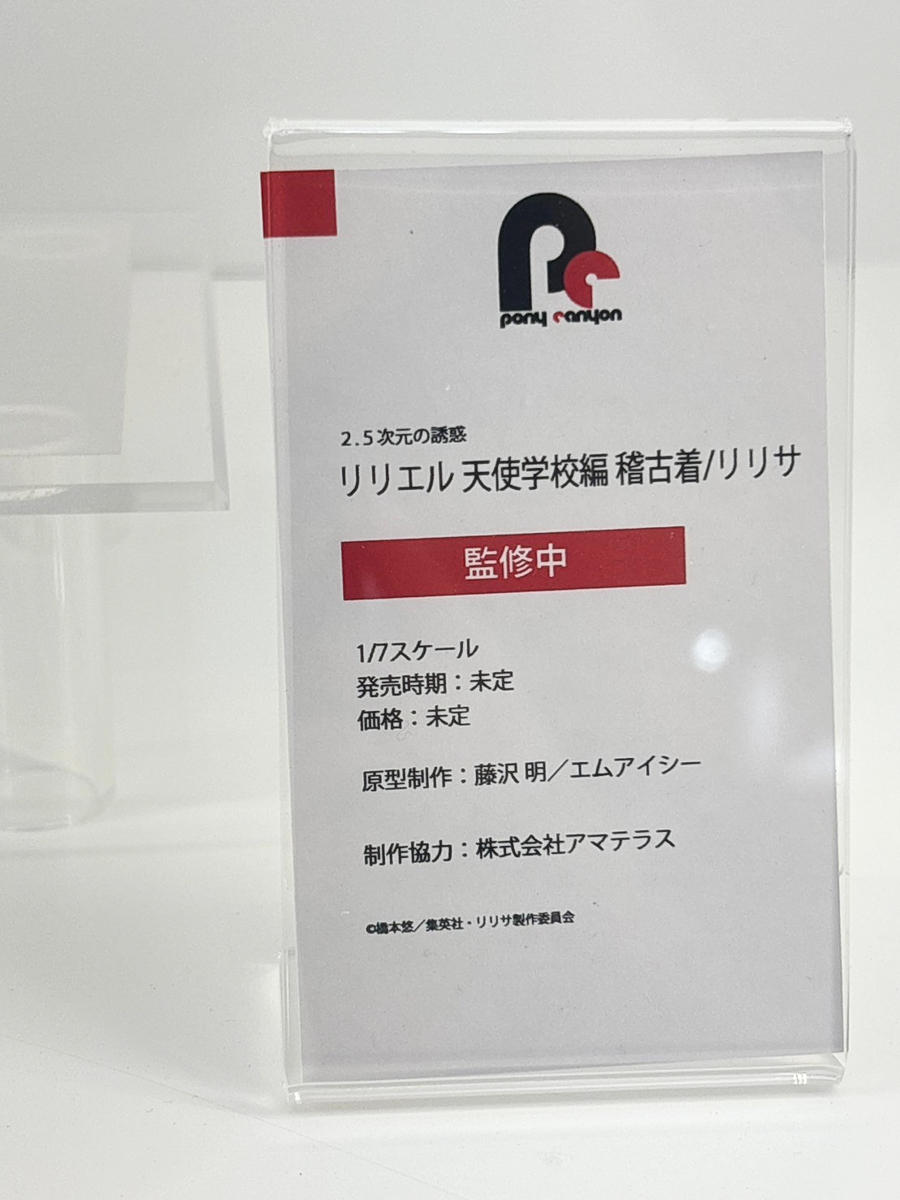 pony canyon
2.5次元の誘惑
リリエル 天使学校編 稽古着/リリサ
監修中
1/7スケール
発売時期：未定
価格：未定
原型制作：藤沢 明／エムアイシー
制作協力：株式会社アマテラス
©橋本悠／集英社・リリサ製作委員会